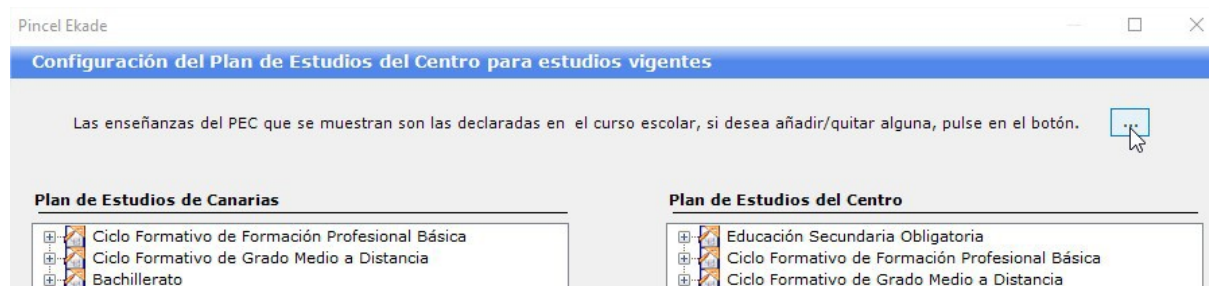 Pincel Ekade
Configuración del Plan de Estudios del Centro para estudios vigentes
Las enseñanzas del PEC que se muestran son las declaradas en el curso escolar, si desea añadir/quitar alguna, pulse en el botón.
...
Plan de Estudios de Canarias
Ciclo Formativo de Formación Profesional Básica
Ciclo Formativo de Grado Medio a Distancia
Bachillerato
Plan de Estudios del Centro
Educación Secundaria Obligatoria
Ciclo Formativo de Formación Profesional Básica
Ciclo Formativo de Grado Medio a Distancia